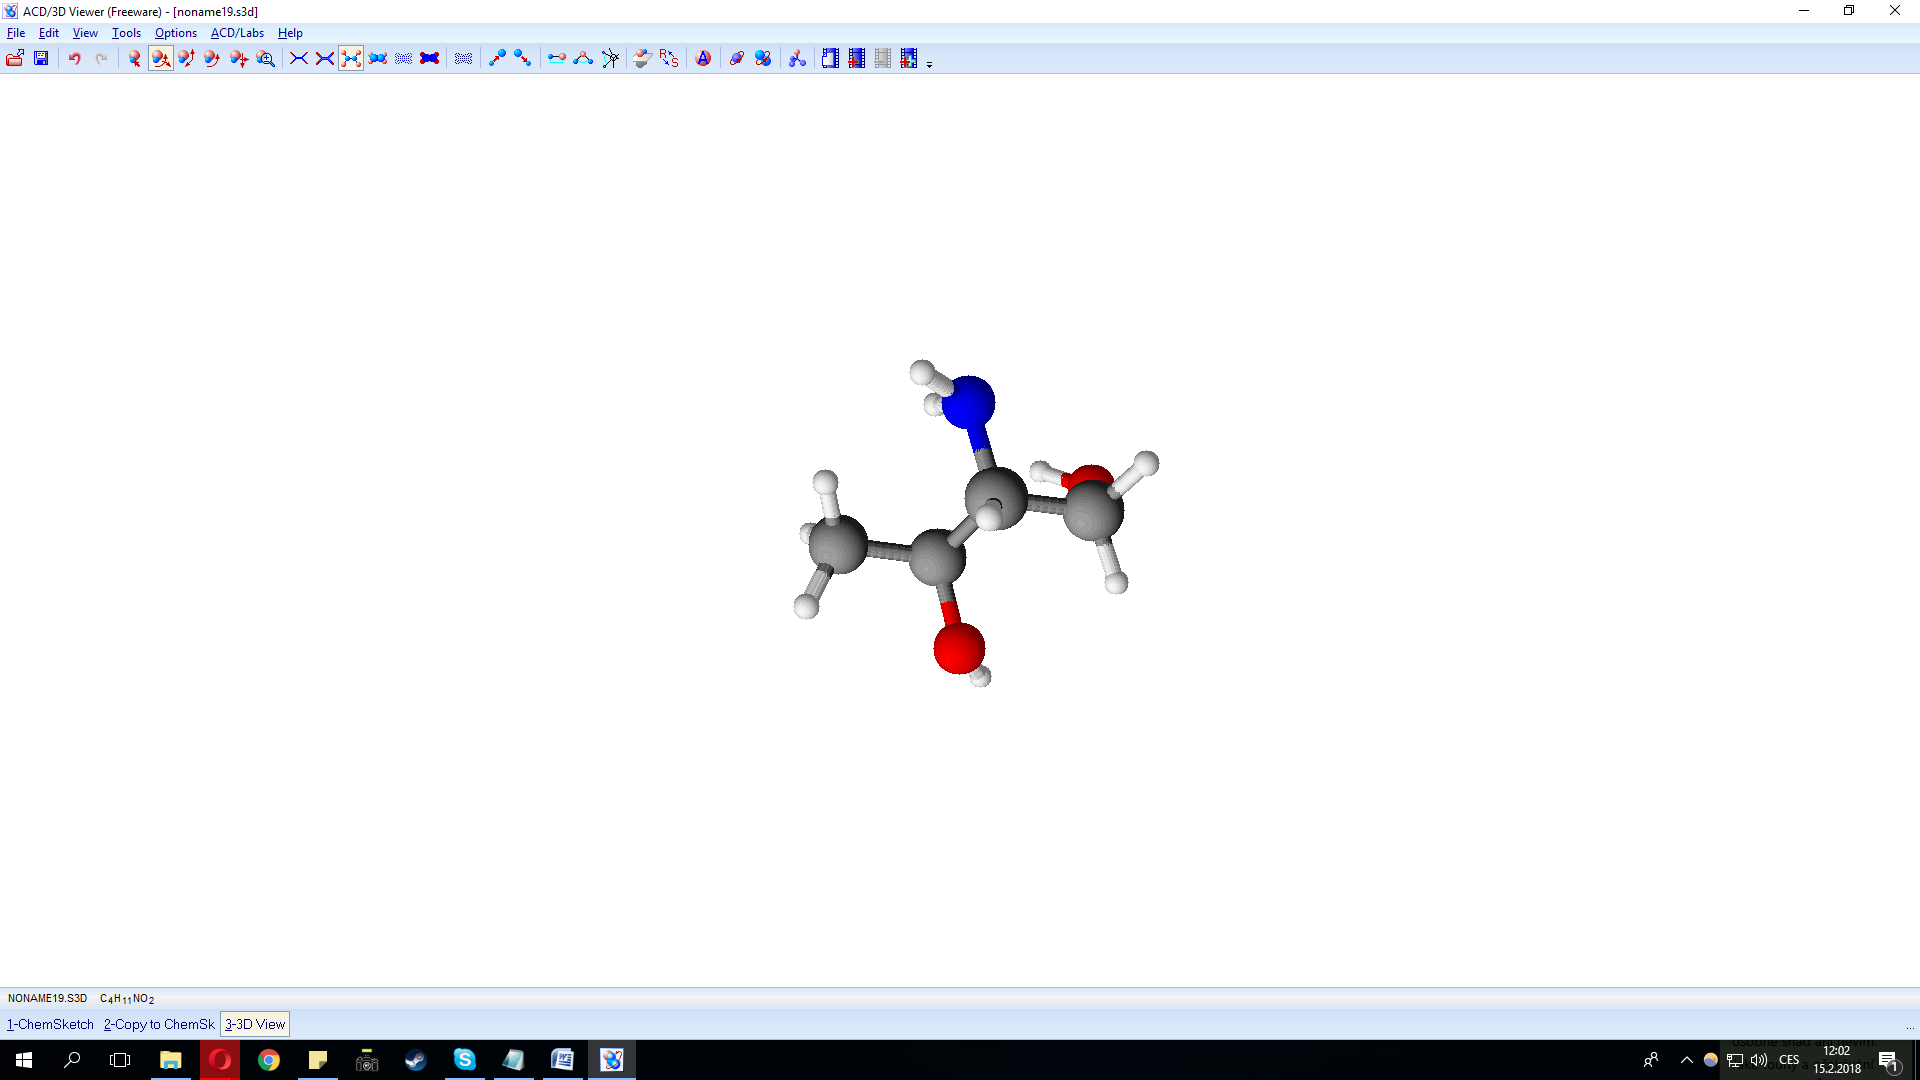 ACD/3D Viewer (Freeware) - [noname19.s3d]
File Edit View Tools Options ACD/Labs Help
NONAME19.S3D C4H11NO2
1-ChemSketch 2-Copy to ChemSk 3-3D View
CES
12:02
15.2.2018
1